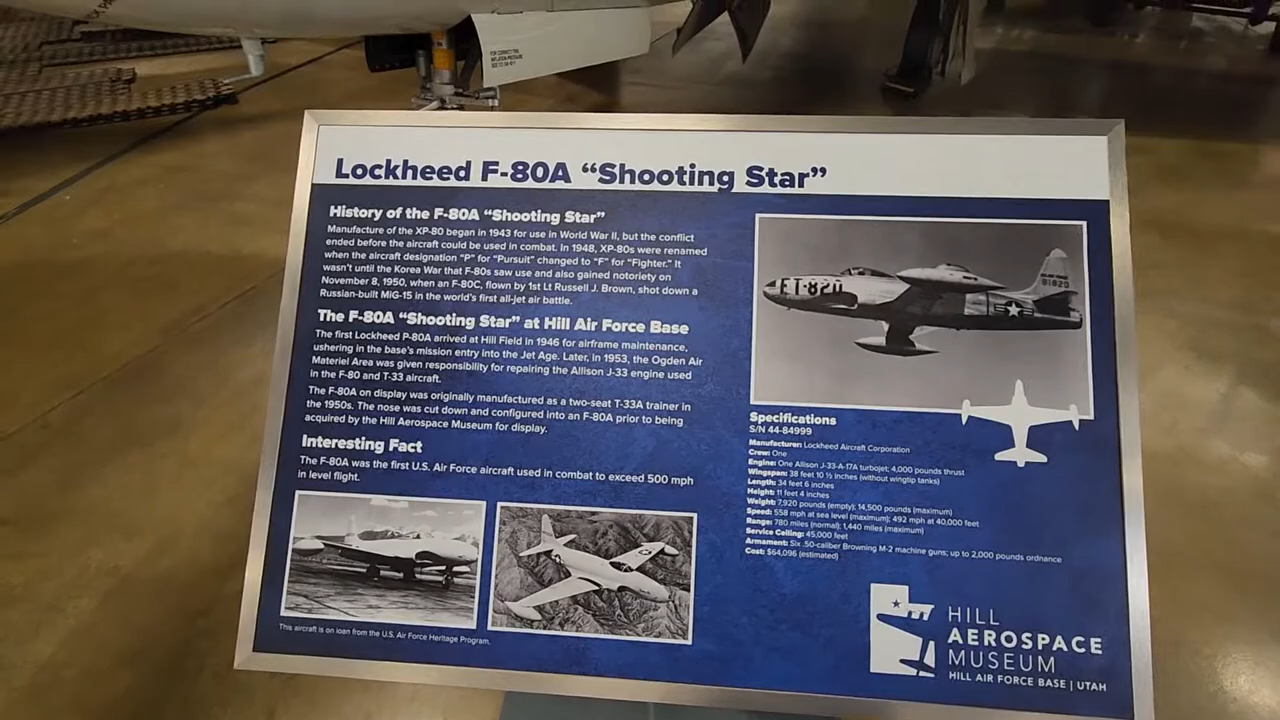 FOR CORRECT TIRE
INFLATION PRESSURE
Lockheed F-80A “Shooting Star”
History of the F-80A “Shooting Star”
Manufacture of the XP-80 began in 1943 for use in World War II, but the conflict
ended before the aircraft could be used in combat. In 1948, XP-80s were renamed
when the aircraft designation “P” for “Pursuit” changed to “F” for “Fighter.” It
wasn’t until the Korea War that F-80s saw use and also gained notoriety on
November 8, 1950, when an F-80C, flown by 1st Lt Russell J. Brown, shot down a
Russian-built MiG-15 in the world’s first all-jet air battle.
The F-80A “Shooting Star” at Hill Air Force Base
The first Lockheed P-80A arrived at Hill Field in 1946 for airframe maintenance,
ushering in the base’s mission entry into the Jet Age. Later, in 1953, the Ogden Air
Materiel Area was given responsibility for repairing the Allison J-33 engine used
in the F-80 and T-33 aircraft.
The F-80A on display was originally manufactured as a two-seat T-33A trainer in
the 1950s. The nose was cut down and configured into an F-80A prior to being
acquired by the Hill Aerospace Museum for display.
Interesting Fact
The F-80A was the first U.S. Air Force aircraft used in combat to exceed 500 mph
in level flight.
This aircraft is on loan from the U.S. Air Force Heritage Program.
FT-820
91820
Specifications
S/N 44-84999
Manufacturer: Lockheed Aircraft Corporation
Crew: One
Engine: One Allison J-33-A-17A turbojet; 4,000 pounds thrust
Wingspan: 38 feet 10 ½ inches (without wingtip tanks)
Length: 34 feet 6 inches
Height: 11 feet 4 inches
Weight: 7,920 pounds (empty); 14,500 pounds (maximum)
Speed: 558 mph at sea level (maximum); 492 mph at 40,000 feet
Range: 780 miles (normal); 1,440 miles (maximum)
Service Ceiling: 45,000 feet
Armament: Six .50-caliber Browning M-2 machine guns; up to 2,000 pounds ordnance
Cost: $64,096 (estimated)
HILL
AEROSPACE
MUSEUM
HILL AIR FORCE BASE | UTAH